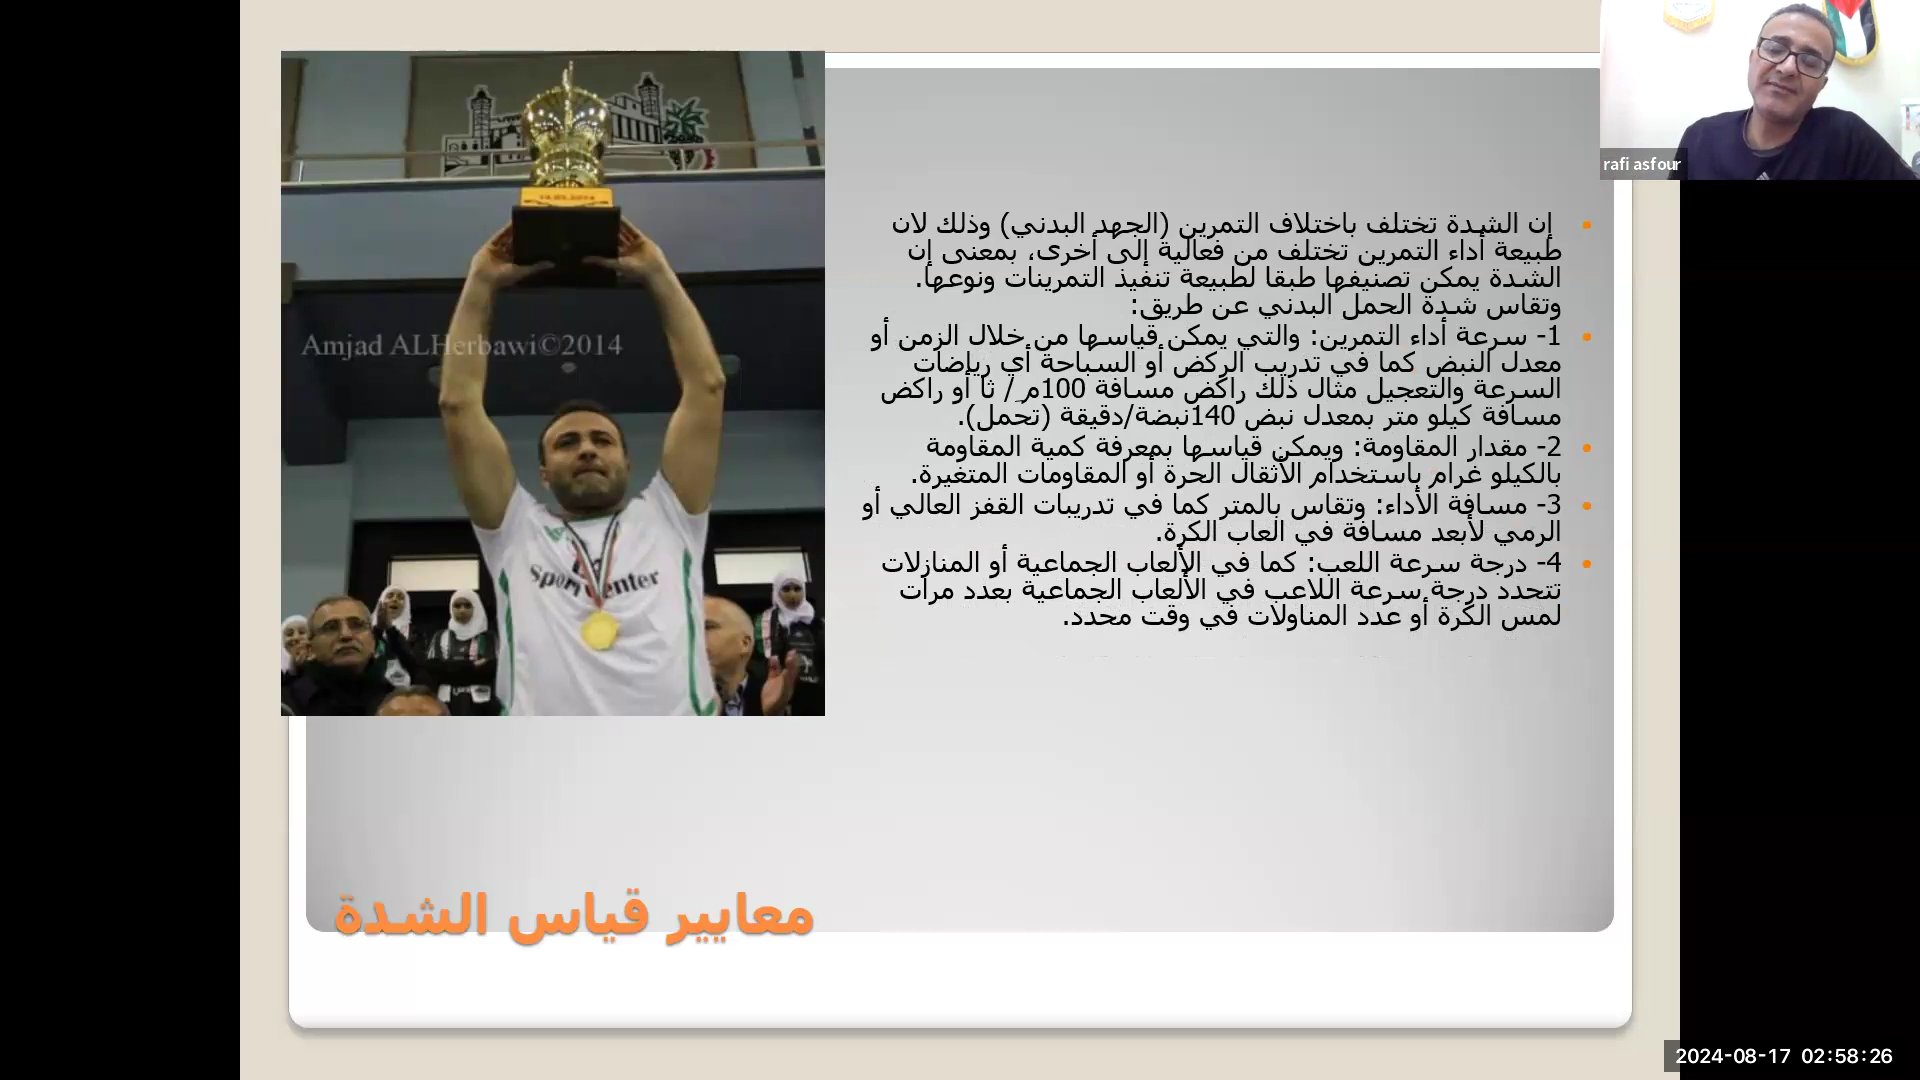 rafi asfour
إن الشدة تختلف باختلاف التمرين (الجهد البدني) وذلك لان
طبيعة أداء التمرين تختلف من فعالية إلى أخرى، بمعنى إن
الشدة يمكن تصنيفها طبقا لطبيعة تنفيذ التمرينات ونوعها.
وتقاس شدة الحمل البدني عن طريق:
1- سرعة أداء التمرين: والتي يمكن قياسها من خلال الزمن أو
معدل النبض كما في تدريب الركض أو السباحة أي رياضات
السرعة والتعجيل مثال ذلك راكض مسافة 100م/ ثا أو راكض
مسافة كيلو متر بمعدل نبض 140نبضة/دقيقة (تحمل).
2- مقدار المقاومة: ويمكن قياسها بمعرفة كمية المقاومة
بالكيلو غرام باستخدام الأثقال الحرة أو المقاومات المتغيرة.
3- مسافة الأداء: وتقاس بالمتر كما في تدريبات القفز العالي أو
الرمي لأبعد مسافة في العاب الكرة.
4- درجة سرعة اللعب: كما في الألعاب الجماعية أو المنازلات
تتحدد درجة سرعة اللاعب في الألعاب الجماعية بعدد مرات
لمس الكرة أو عدد المناولات في وقت محدد.
Amjad ALHerbawi©2014
معايير قياس الشدة
2024-08-17 02:58:26